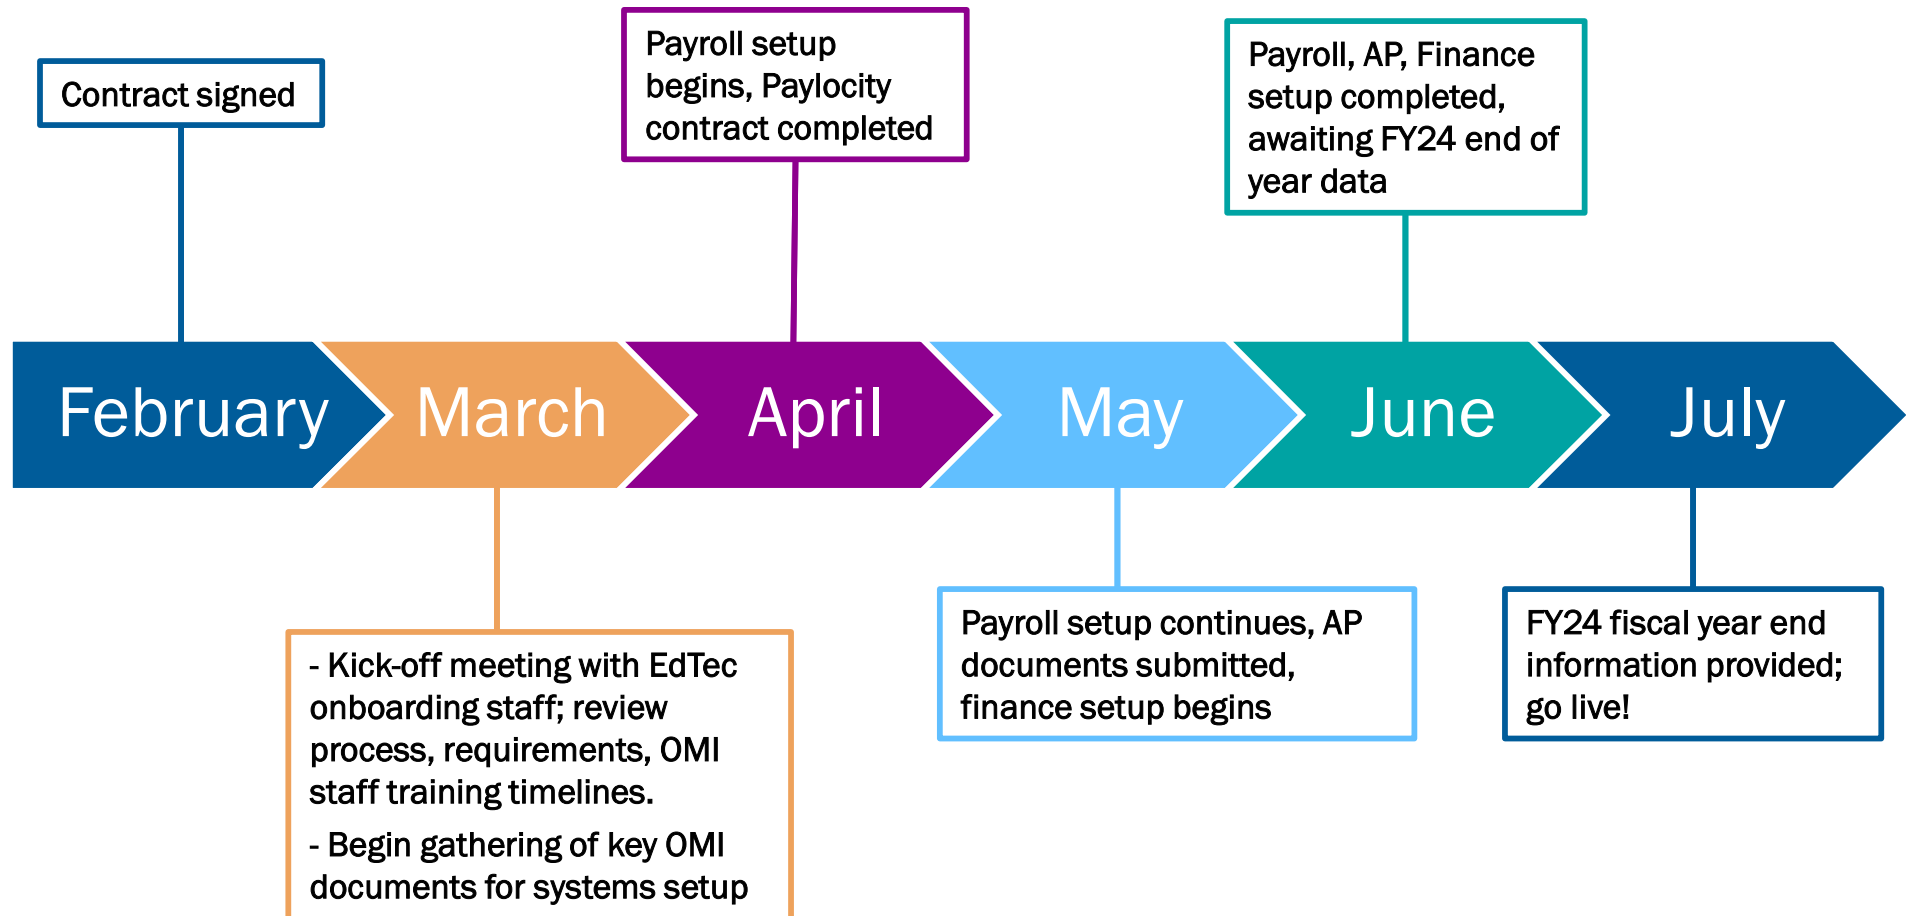 Contract signed
Payroll setup
begins, Paylocity
contract completed
Payroll, AP, Finance
setup completed,
awaiting FY24 end of
year data
February
March
April
May
June
July
- Kick-off meeting with EdTec
onboarding staff; review
process, requirements, OMI
staff training timelines.
- Begin gathering of key OMI
documents for systems setup
Payroll setup continues, AP
documents submitted,
finance setup begins
FY24 fiscal year end
information provided;
go live!